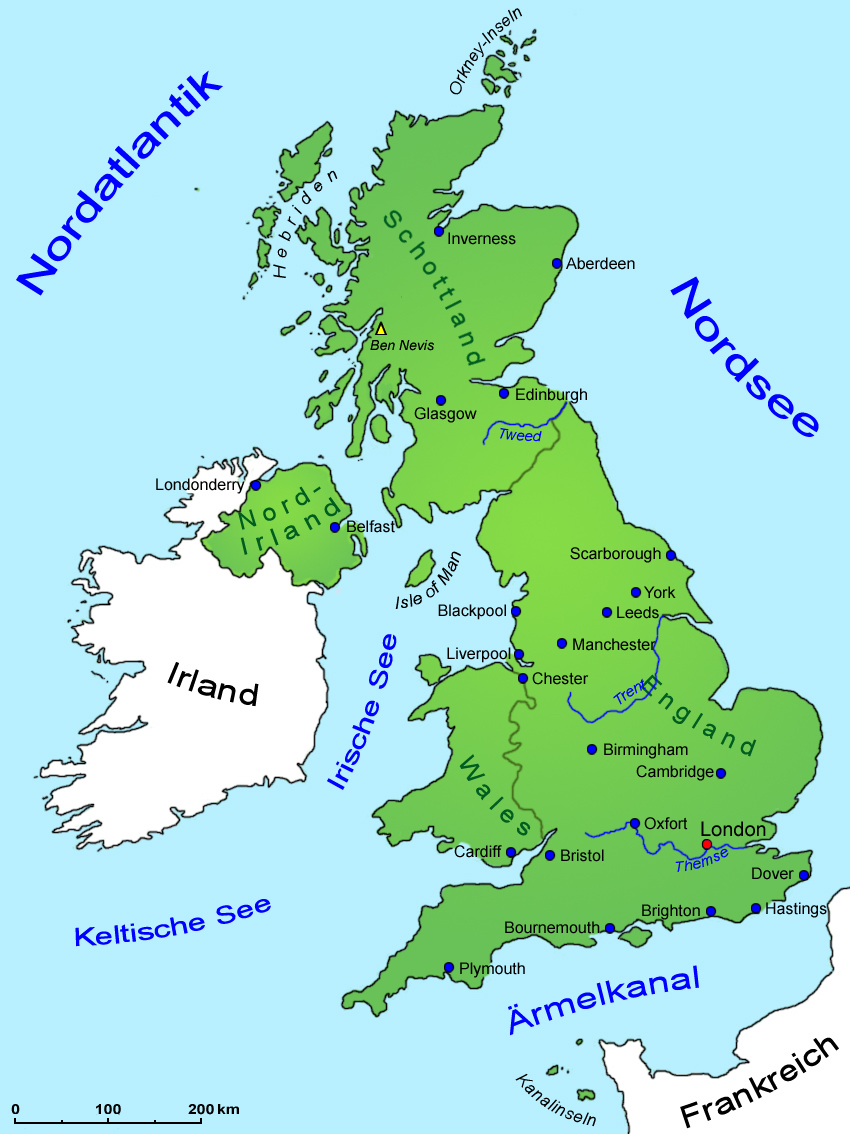 Orkney-Inseln
Nordatlantik
Hebriden
Schottland
Inverness
Aberdeen
Nordsee
Ben Nevis
Edinburgh
Glasgow
Tweed
Londonderry
Nord-
Irland
Belfast
Isle of Man
Scarborough
York
Blackpool
Leeds
Manchester
Liverpool
Chester
Irland
Irische See
Trent
England
Birmingham
Cambridge
Wales
Oxfort
London
Themse
Cardiff
Bristol
Dover
Keltische See
Brighton
Hastings
Bournemouth
Plymouth
Ärmelkanal
Kanalinseln
Frankreich
0 100 200 km